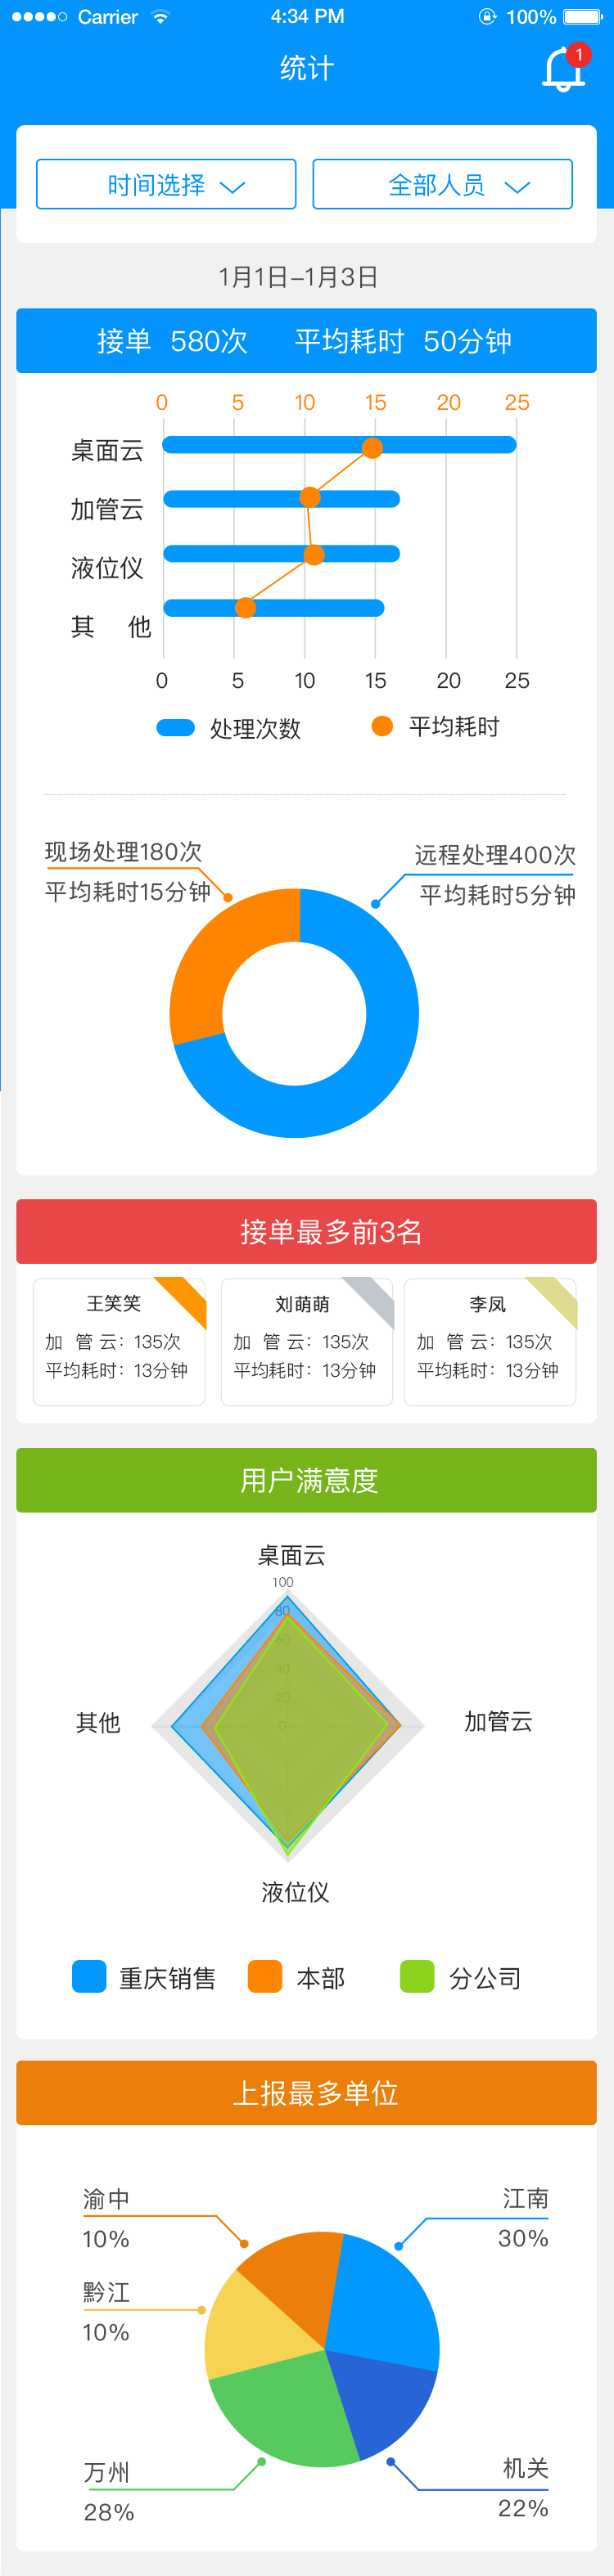 Carrier 4:34 PM 100%
统计
1
时间选择 全部人员
1月1日-1月3日
接单 580次 平均耗时 50分钟
0 5 10 15 20 25
桌面云
加管云
液位仪
其 他
0 5 10 15 20 25
处理次数 平均耗时
现场处理180次
平均耗时15分钟
远程处理400次
平均耗时5分钟
接单最多前3名
王笑笑
加 管 云：135次
平均耗时：13分钟
刘萌萌
加 管 云：135次
平均耗时：13分钟
李凤
加 管 云：135次
平均耗时：13分钟
用户满意度
桌面云
100
80
60
40
20
0
其他
加管云
液位仪
重庆销售 本部 分公司
上报最多单位
渝中
10%
江南
30%
黔江
10%
万州
28%
机关
22%